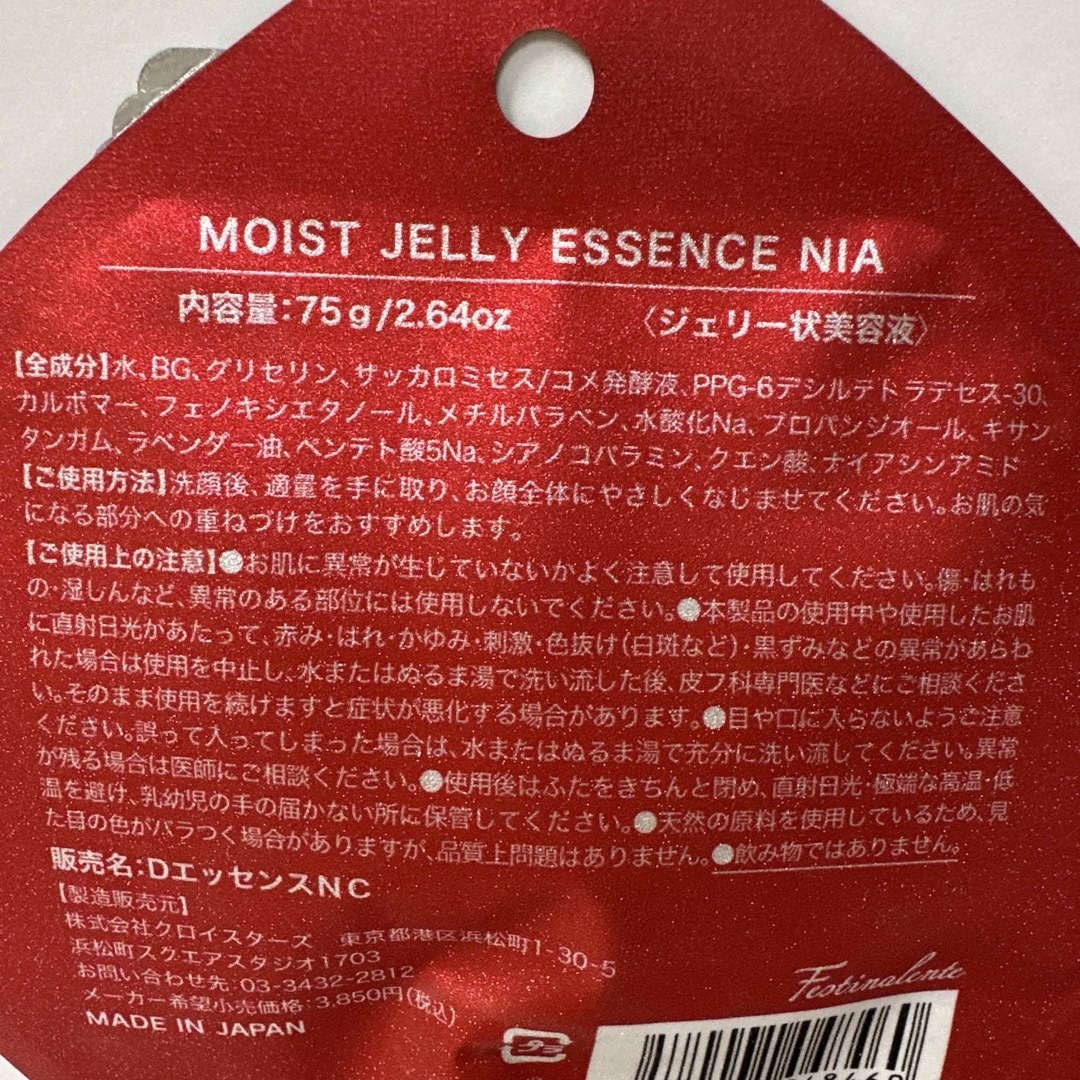 MOIST JELLY ESSENCE NIA
内容量:75g/2.64oz 〈ジェリー状美容液〉
【全成分】水、BG、グリセリン、サッカロミセス/コメ発酵液、PPG-6デシルテトラデセス-30、
カルボマー、フェノキシエタノール、メチルパラベン、水酸化Na、プロパンジオール、キサン
タンガム、ラベンダー油、ペンテト酸5Na、シアノコバラミン、クエン酸、ナイアシンアミド
【ご使用方法】洗顔後、適量を手に取り、お顔全体にやさしくなじませてください。お肌の気
になる部分への重ねづけをおすすめします。
【ご使用上の注意】●お肌に異常が生じていないかよく注意して使用してください。傷・はれも
の・湿しんなど、異常のある部位には使用しないでください。●本製品の使用中や使用したお肌
に直射日光があたって、赤み・はれ・かゆみ・刺激・色抜け(白斑など)・黒ずみなどの異常があらわ
れた場合は使用を中止し、水またはぬるま湯で洗い流した後、皮フ科専門医などにご相談くださ
い。そのまま使用を続けますと症状が悪化する場合があります。●目や口に入らないようご注意
ください。誤って入ってしまった場合は、水またはぬるま湯で充分に洗い流してください。異常
が残る場合は医師にご相談ください。●使用後はふたをきちんと閉め、直射日光・極端な高温・低
温を避け、乳幼児の手の届かない所に保管してください。●天然の原料を使用しているため、見
た目の色がバラつく場合がありますが、品質上問題はありません。●飲み物ではありません。
販売名:DエッセンスNC
【製造販売元】
株式会社クロイスターズ 東京都港区浜松町1-30-5
浜松町スクエアスタジオ1703
お問い合わせ先:03-3432-2812
メーカー希望小売価格:3,850円(税込)
MADE IN JAPAN
Festinalente